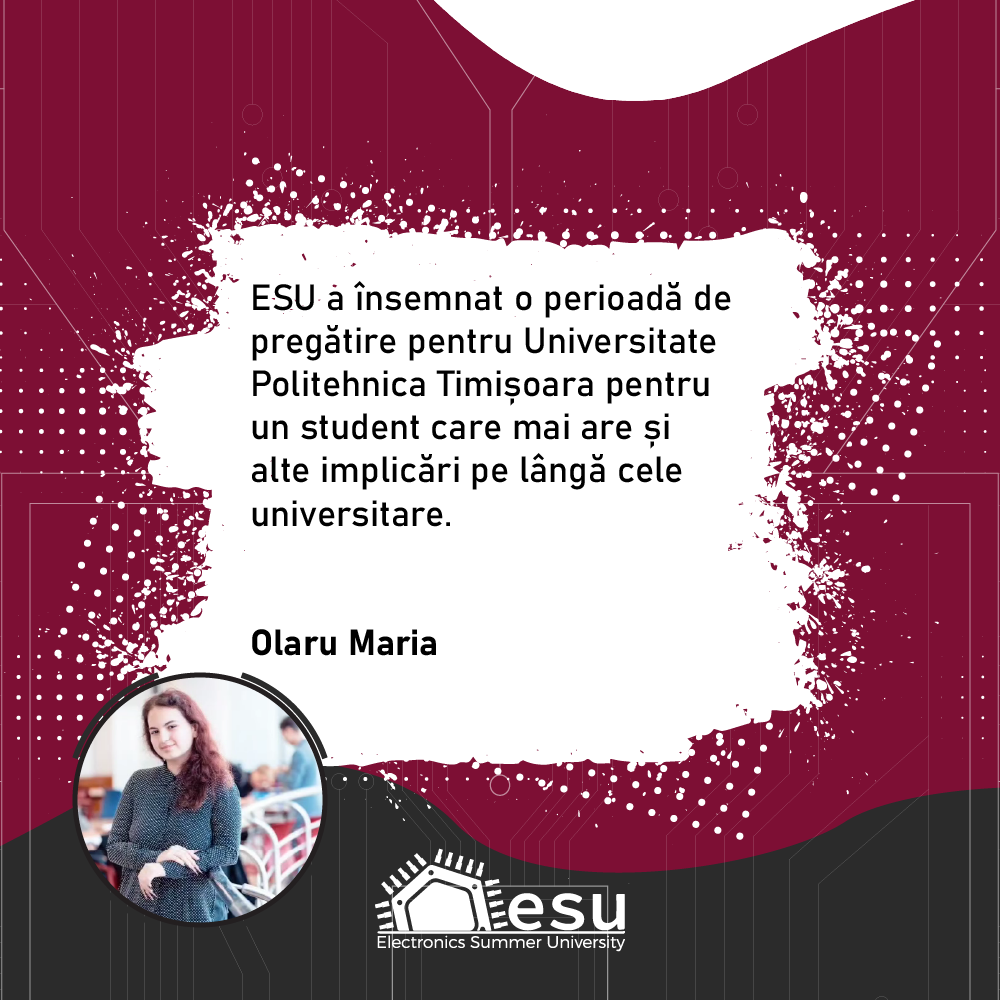 ESU a însemnat o perioadă de
pregătire pentru Universitate
Politehnica Timișoara pentru
un student care mai are și
alte implicări pe lângă cele
universitare.
Olaru Maria
esu
Electronics Summer University